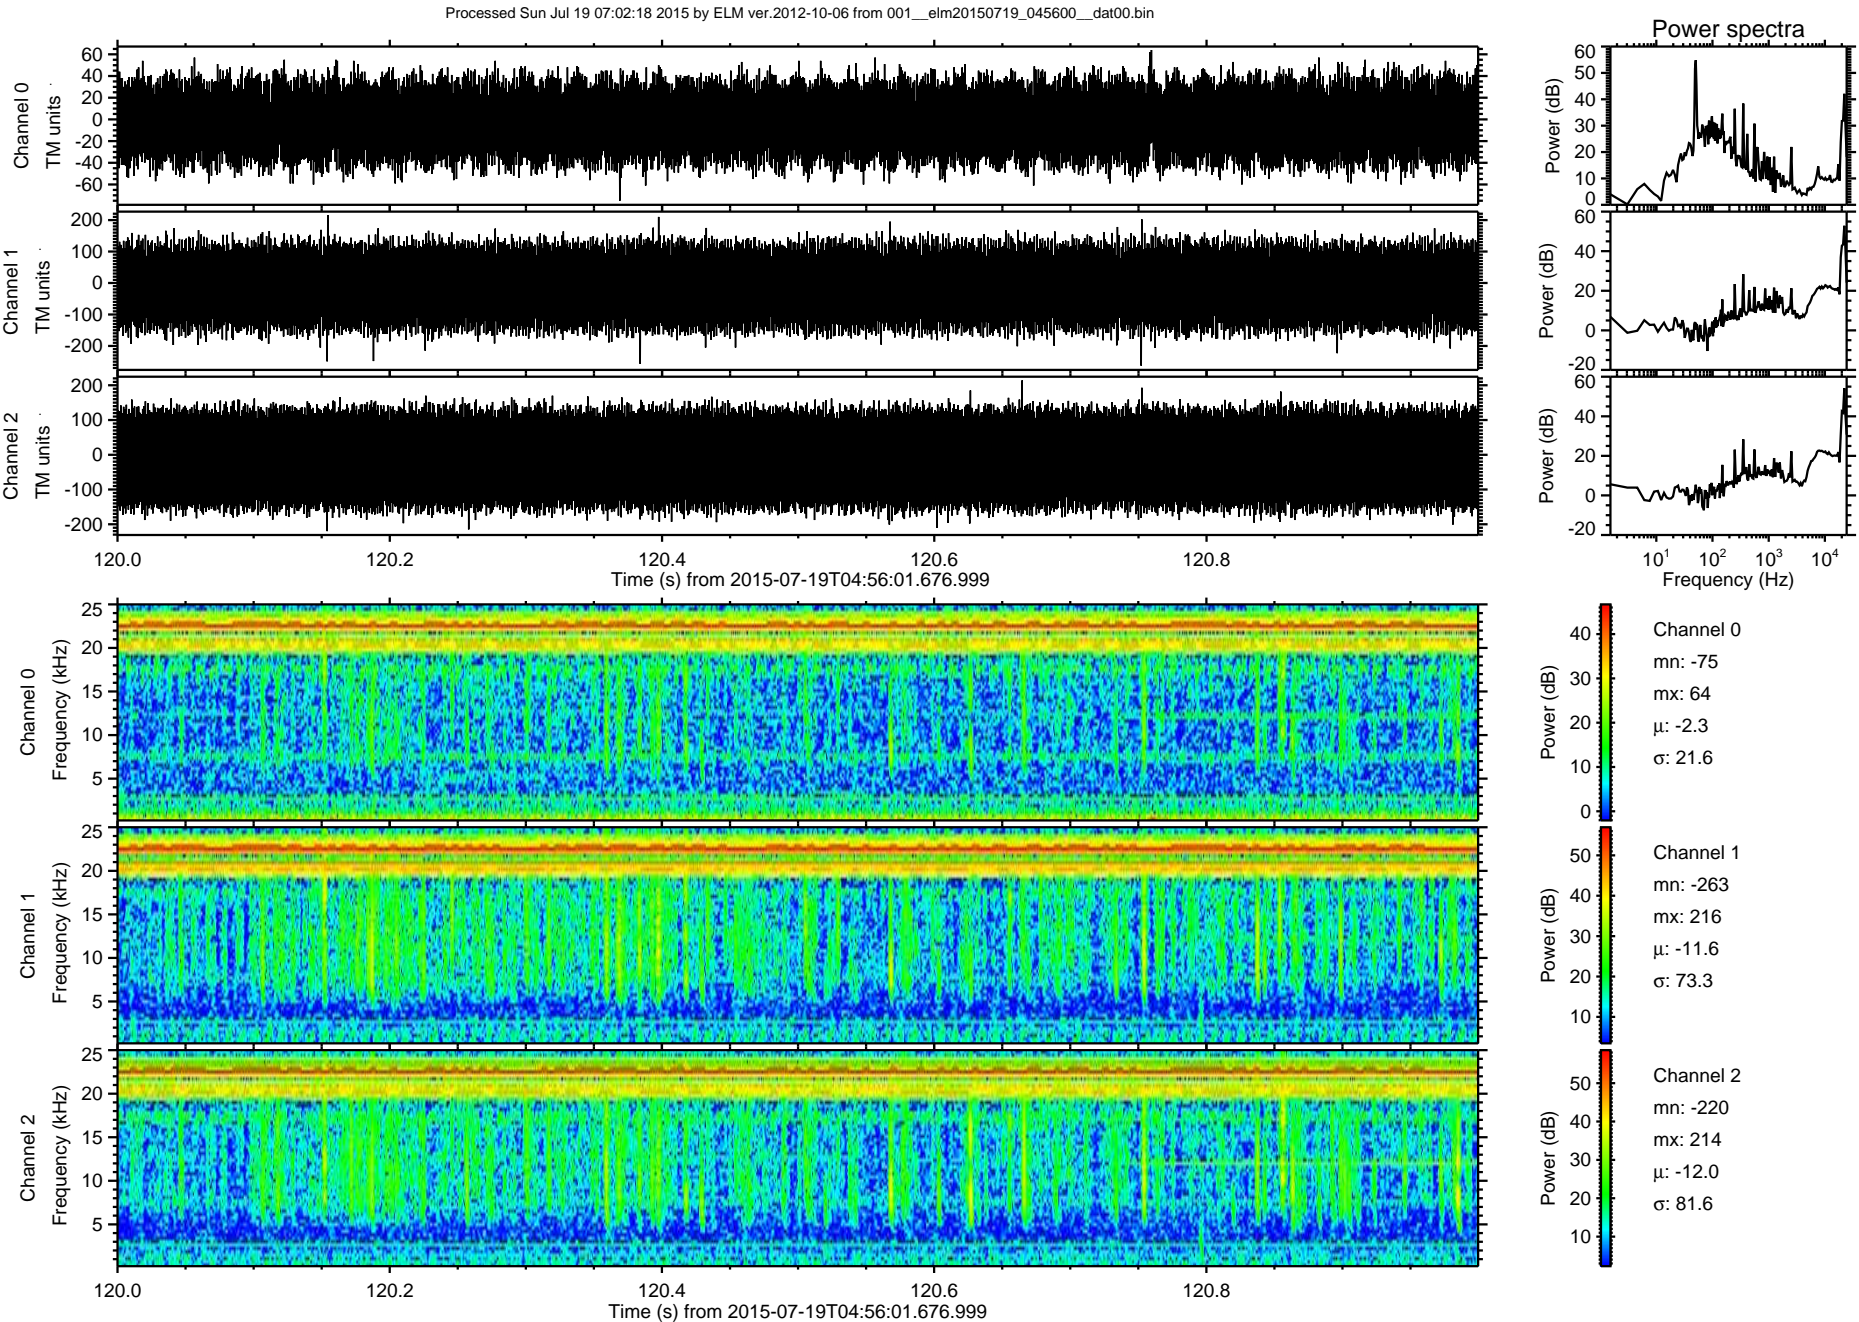 Processed Sun Jul 19 07:02:18 2015 by ELM ver.2012-10-06 from 001__elm20150719_045600__dat00.bin
Power spectra
Channel 0
TM units
60
40
20
0
-20
-40
-60
Power (dB)
60
50
40
30
20
10
0
Channel 1
TM units
200
100
0
-100
-200
Power (dB)
60
40
20
0
-20
Channel 2
TM units
200
100
0
-100
-200
Power (dB)
60
40
20
0
-20
120.0 120.2 120.4 120.6 120.8
Time (s) from 2015-07-19T04:56:01.676.999
10^1 10^2 10^3 10^4
Frequency (Hz)
Channel 0
Frequency (kHz)
25
20
15
10
5
Power (dB)
40
30
20
10
0
Channel 0
mn: -75
mx: 64
μ: -2.3
σ: 21.6
Channel 1
Frequency (kHz)
25
20
15
10
5
Power (dB)
50
40
30
20
10
Channel 1
mn: -263
mx: 216
μ: -11.6
σ: 73.3
Channel 2
Frequency (kHz)
25
20
15
10
5
Power (dB)
50
40
30
20
10
Channel 2
mn: -220
mx: 214
μ: -12.0
σ: 81.6
120.0 120.2 120.4 120.6 120.8
Time (s) from 2015-07-19T04:56:01.676.999